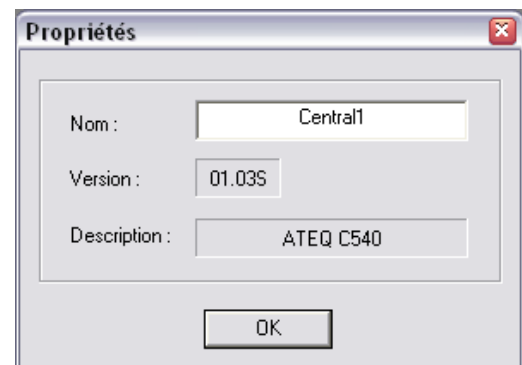 Propriétés
Nom : Central1
Version : 01.03S
Description : ATEQ C540
OK